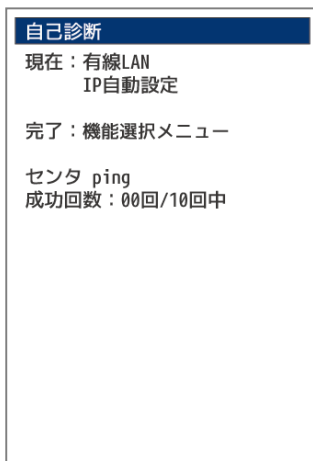 自己診断
現在：有線LAN
IP自動設定
完了：機能選択メニュー
センタ ping
成功回数：00回/10回中